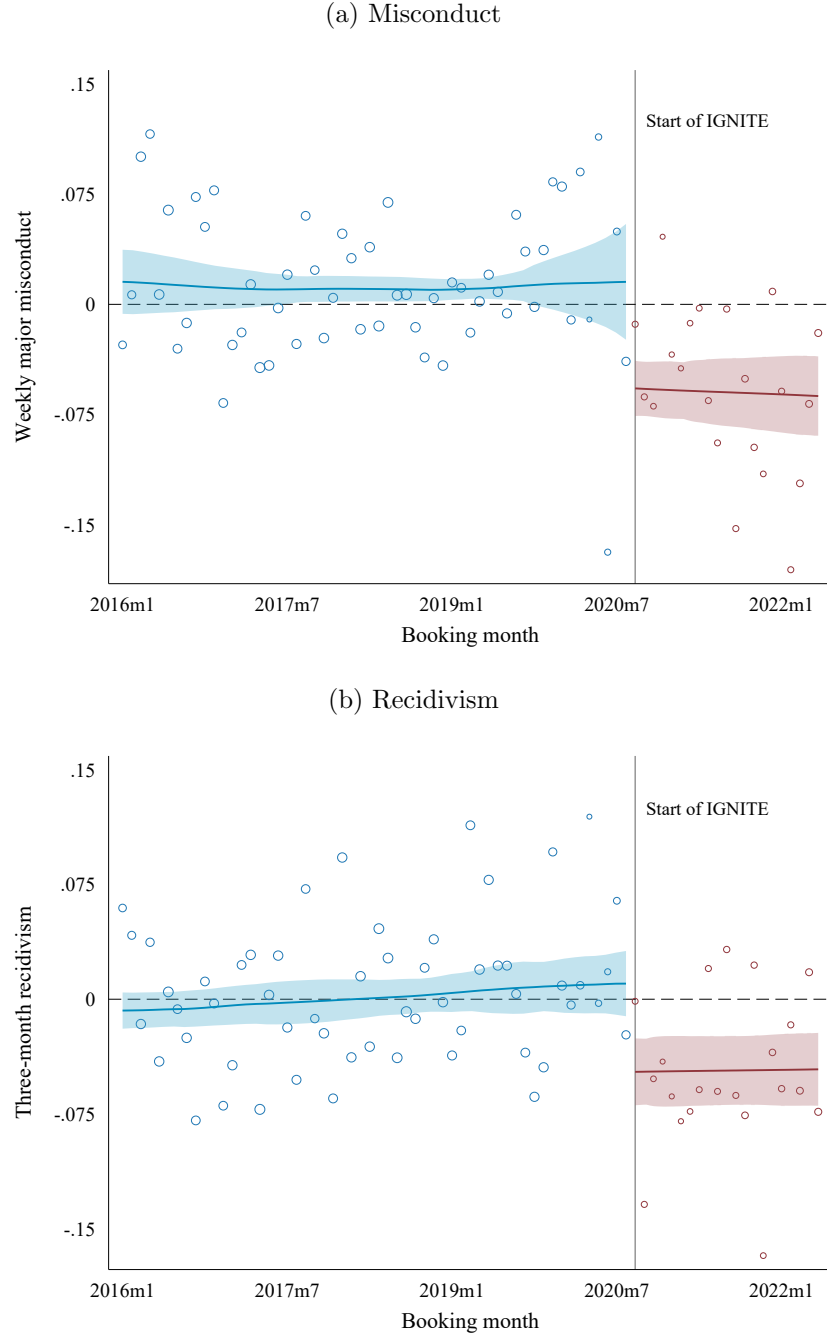 (a) Misconduct
.15
Start of IGNITE
.075
0
-.075
-.15
Weekly major misconduct
2016m1 2017m7 2019m1 2020m7 2022m1
Booking month
(b) Recidivism
.15
Start of IGNITE
.075
0
-.075
-.15
Three-month recidivism
2016m1 2017m7 2019m1 2020m7 2022m1
Booking month